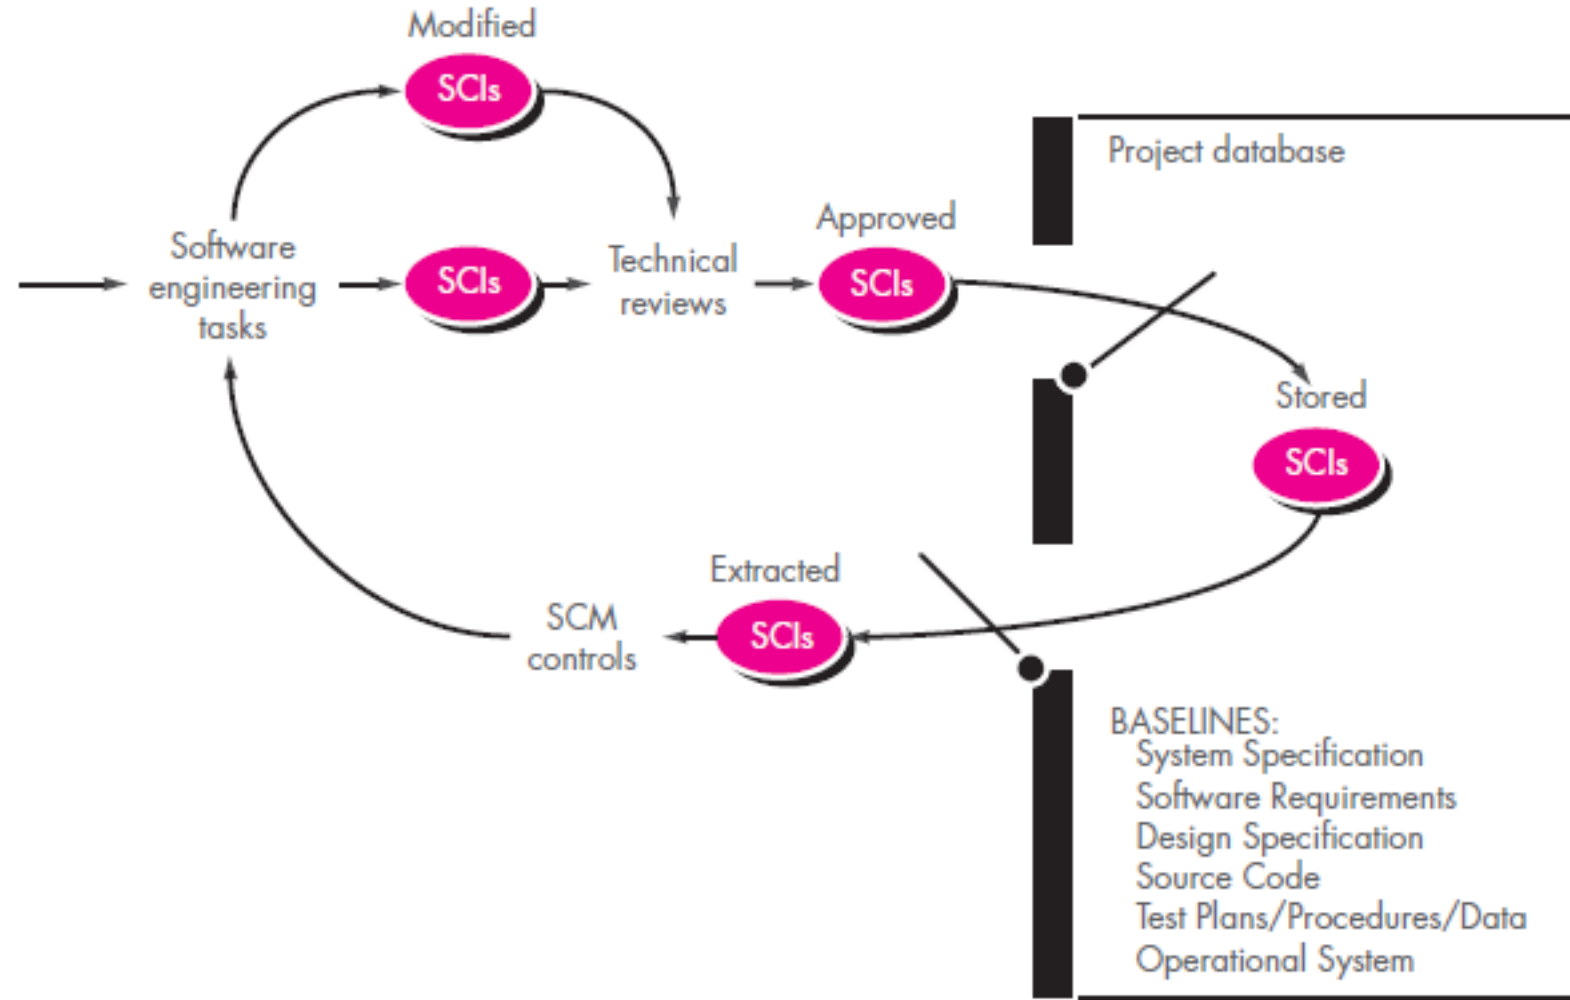 Modified
SCIs
Project database
Approved
Software
engineering
tasks
SCIs
Technical
reviews
SCIs
Stored
SCIs
Extracted
SCM
controls
SCIs
BASELINES:
System Specification
Software Requirements
Design Specification
Source Code
Test Plans/Procedures/Data
Operational System